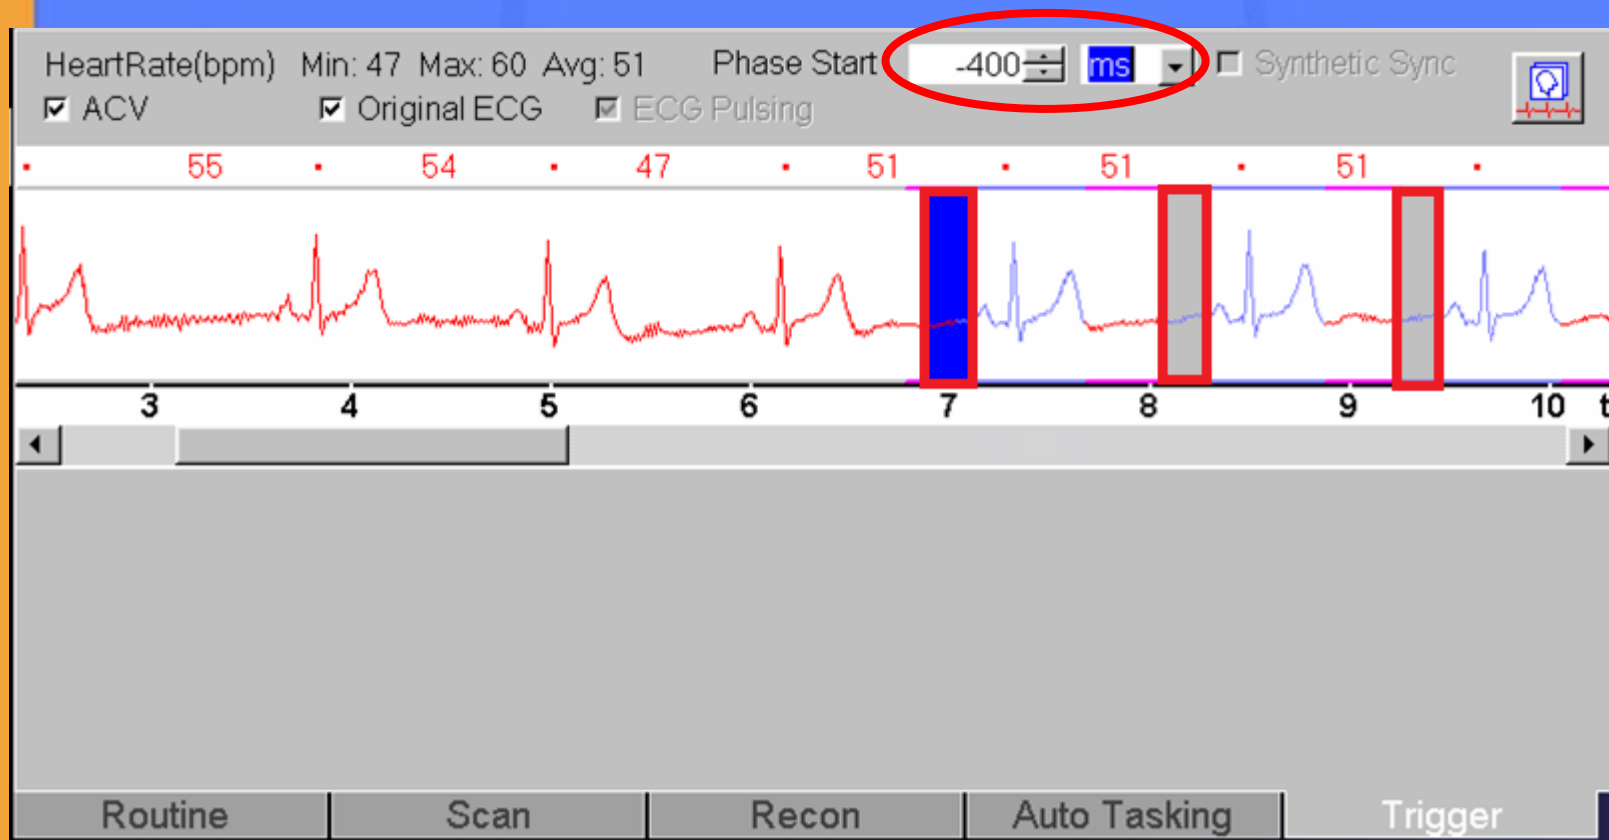 HeartRate(bpm) Min: 47 Max: 60 Avg: 51 Phase Start -400 ms Synthetic Sync
ACV Original ECG ECG Pulsing
55 54 47 51 51 51
3 4 5 6 7 8 9 10 t
Routine Scan Recon Auto Tasking Trigger